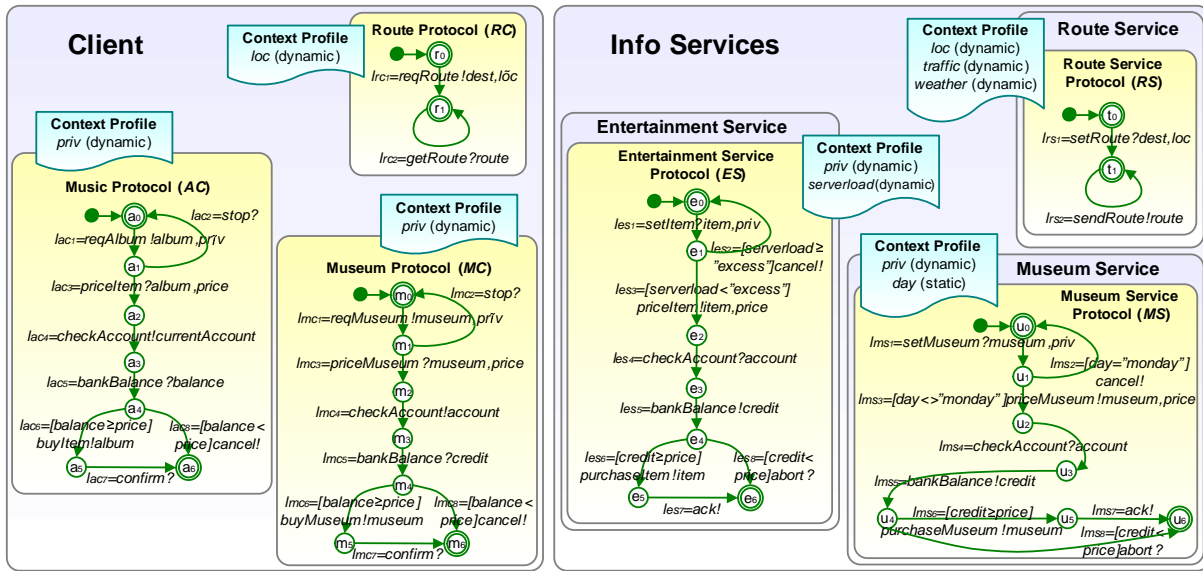 Client
Context Profile
loc (dynamic)
Route Protocol (RC)
r0
lRC1=reqRoute!dest,lõc
r1
lRC2=getRoute?route
Context Profile
priv (dynamic)
Music Protocol (AC)
a0
lAC2=stop?
lAC1=reqAlbum!album,prĩv
a1
lAC3=priceItem?album,price
a2
lAC4=checkAccount!currentAccount
a3
lAC5=bankBalance?balance
a4
lAC6=[balance≥price]
buyItem!album
lAC8=[balance<
price]cancel!
a5
a6
lAC7=confirm?
Context Profile
priv (dynamic)
Museum Protocol (MC)
m0
lMC2=stop?
lMC1=reqMuseum!museum,prĩv
m1
lMC3=priceMuseum?museum,price
m2
lMC4=checkAccount!account
m3
lMC5=bankBalance?credit
m4
lMC6=[balance≥price]
buyMuseum!museum
lMC8=[balance<
price]cancel!
m5
m6
lMC7=confirm?
Info Services
Entertainment Service
Entertainment Service
Protocol (ES)
Context Profile
priv (dynamic)
serverload(dynamic)
e0
lES1=setItem?item,priv
e1
lES2=[serverload≥
"excess"]cancel!
lES3=[serverload<"excess"]
priceItem!item,price
e2
lES4=checkAccount?account
e3
lES5=bankBalance!credit
e4
lES6=[credit≥price]
purchaseItem!item
lES8=[credit<
price]abort?
e5
e6
lES7=ack!
Context Profile
loc (dynamic)
traffic (dynamic)
weather (dynamic)
Route Service
Route Service
Protocol (RS)
t0
lRS1=setRoute?dest,loc
t1
lRS2=sendRoute!route
Context Profile
priv (dynamic)
day (static)
Museum Service
Museum Service
Protocol (MS)
u0
lMS1=setMuseum?museum,priv
u1
lMS2=[day="monday"]
cancel!
lMS3=[day<>"monday"]priceMuseum!museum,price
u2
lMS4=checkAccount?account
u3
lMS5=bankBalance!credit
u4
lMS6=[credit≥price]
purchaseMuseum!museum
u5
lMS7=ack!
u6
lMS8=[credit<
price]abort?